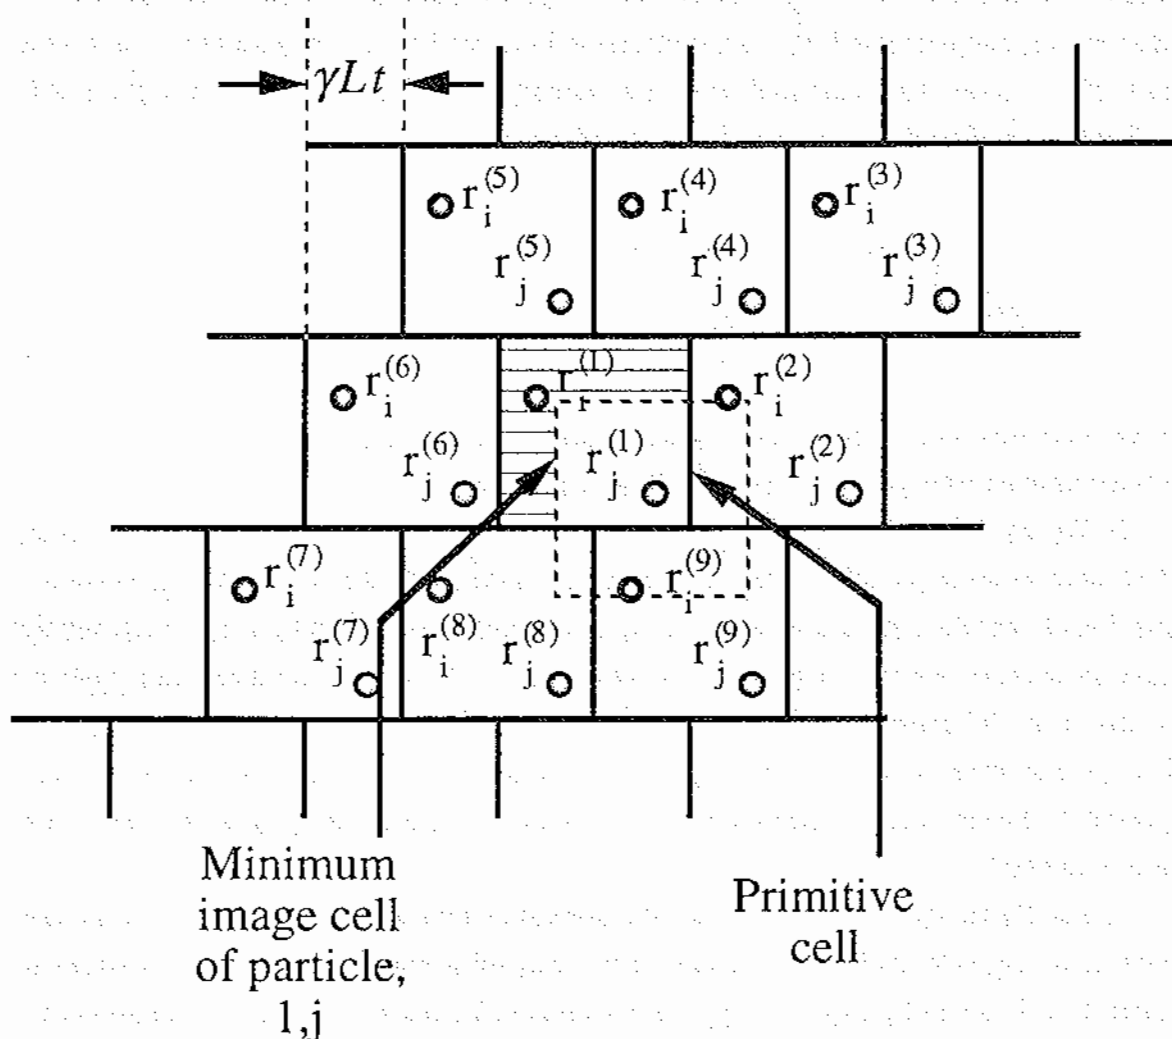 γLt
r_i^(5) r_i^(4) r_i^(3)
r_j^(5) r_j^(4) r_j^(3)
r_i^(6) r_i^(1) r_i^(2)
r_j^(6) r_j^(1) r_j^(2)
r_i^(7) r_i^(8) r_i^(9)
r_j^(7) r_j^(8) r_j^(9)
Minimum
image cell
of particle,
1,j
Primitive
cell